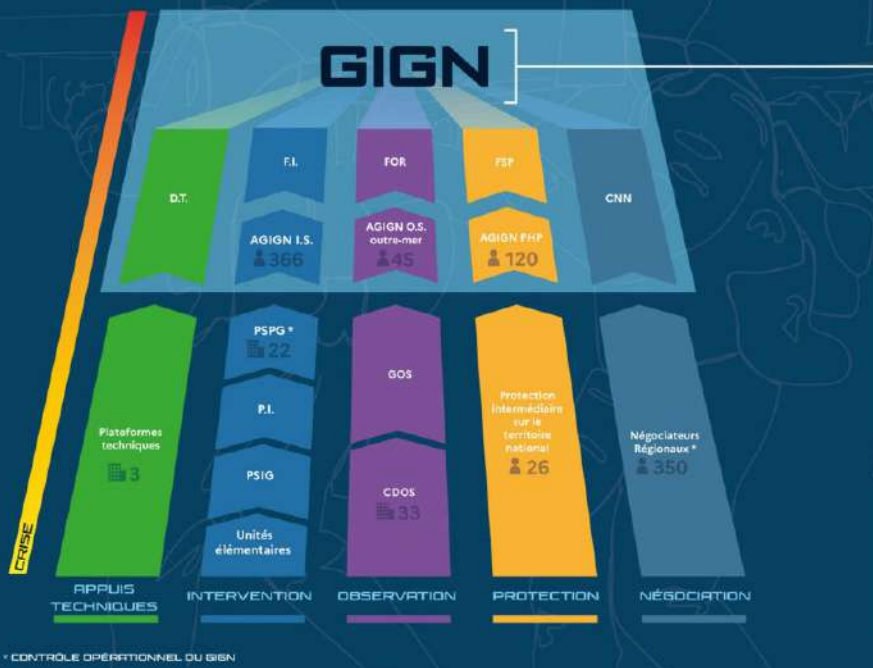 GIGN
D.T.
F.I.
FOR
FSP
CNN
AGIGN I.S.
366
AGIGN O.S.
outre-mer
45
AGIGN PHP
120
PSPG *
22
P.I.
PSIG
Unités
élémentaires
Plateformes
techniques
3
GOS
CDOS
33
Protection
intermédiaire
sur le
territoire
national
26
Négociateurs
Régionaux *
350
CRISE
APPUIS
TECHNIQUES
INTERVENTION
OBSERVATION
PROTECTION
NÉGOCIATION
* CONTRÔLE OPÉRATIONNEL DU GIGN